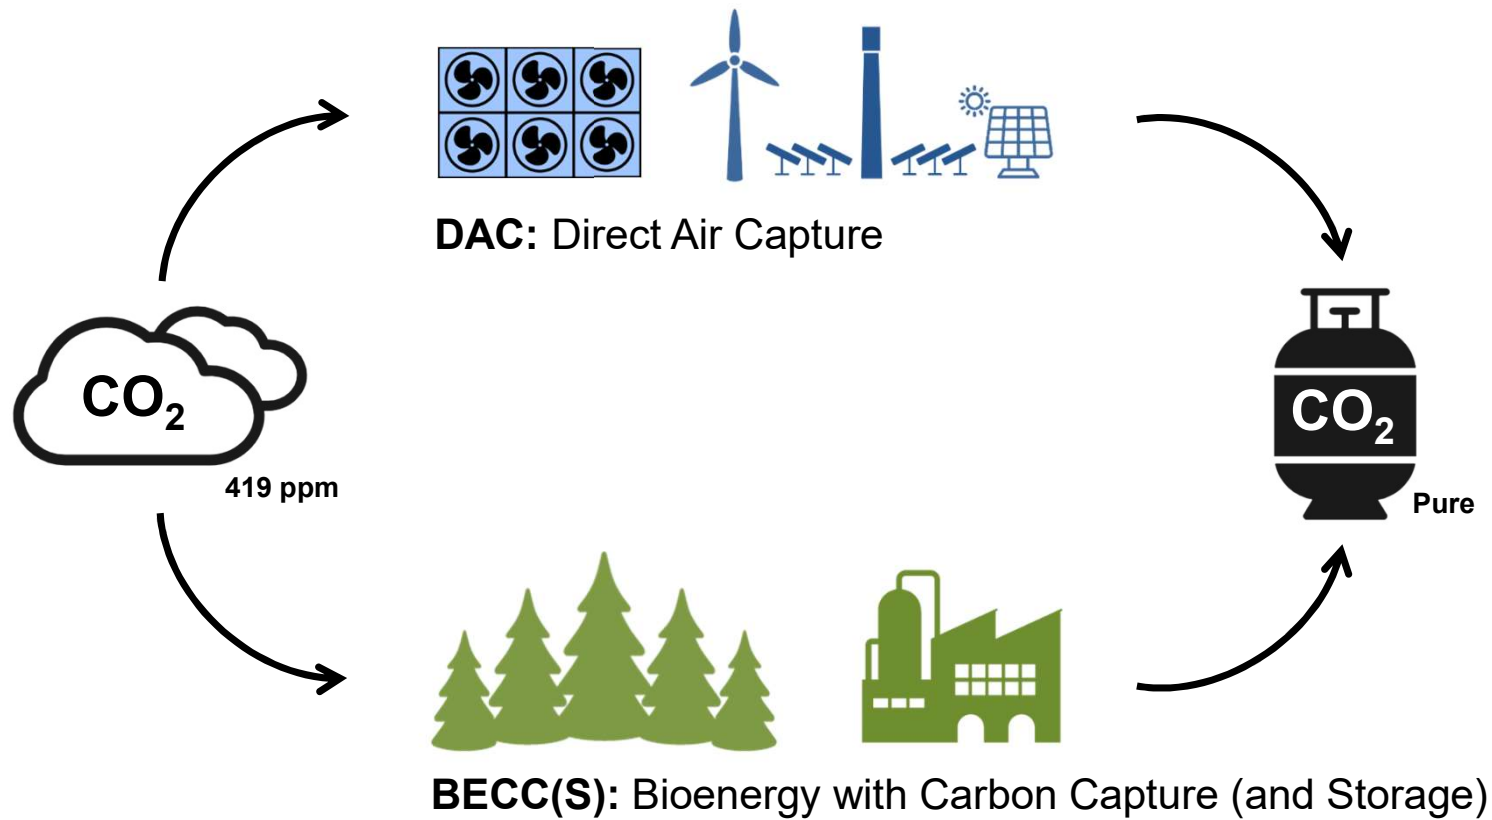 DAC: Direct Air Capture
CO₂
419 ppm
CO₂
Pure
BECC(S): Bioenergy with Carbon Capture (and Storage)